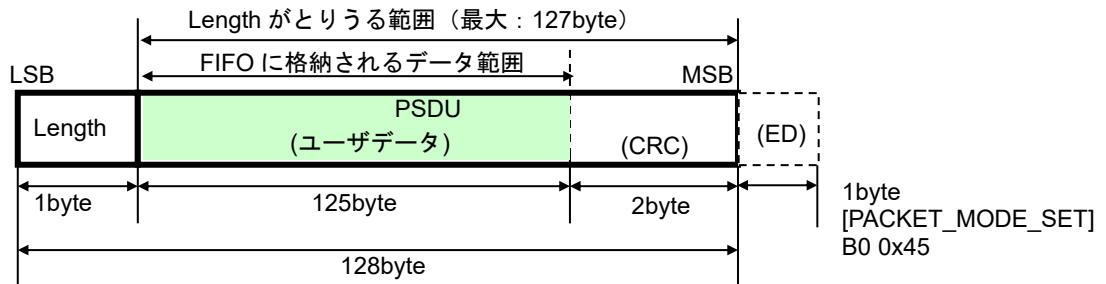 Length がとりうる範囲（最大：127byte）
FIFO に格納されるデータ範囲
LSB
MSB
Length
PSDU
(ユーザデータ)
(CRC)
(ED)
1byte
125byte
2byte
1byte
[PACKET_MODE_SET]
B0 0x45
128byte